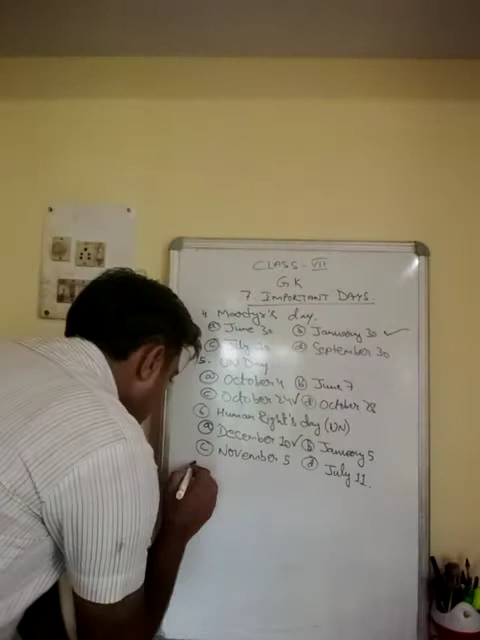 CLASS - VII
G K
7. IMPORTANT DAYS.
4 Moodys's day.
(a) June 30 (b) January 30 ✓
(c) July 30 (d) September 30
5. UN Day
(a) October 4 (b) June 7
(c) October 24✓ (d) October 28
(6) Human Right's day (UN)
(a) December 10✓ (b) January 5
(c) November 5 (d) July 11.